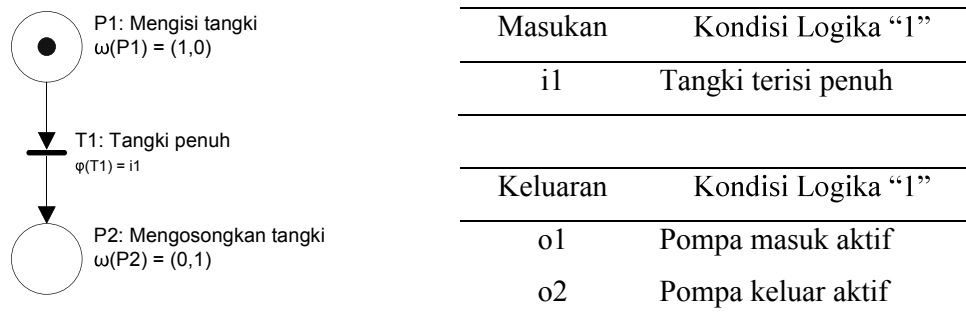 P1: Mengisi tangki
ω(P1) = (1,0)
T1: Tangki penuh
φ(T1) = i1
P2: Mengosongkan tangki
ω(P2) = (0,1)
Masukan Kondisi Logika “1”
i1 Tangki terisi penuh
Keluaran Kondisi Logika “1”
o1 Pompa masuk aktif
o2 Pompa keluar aktif